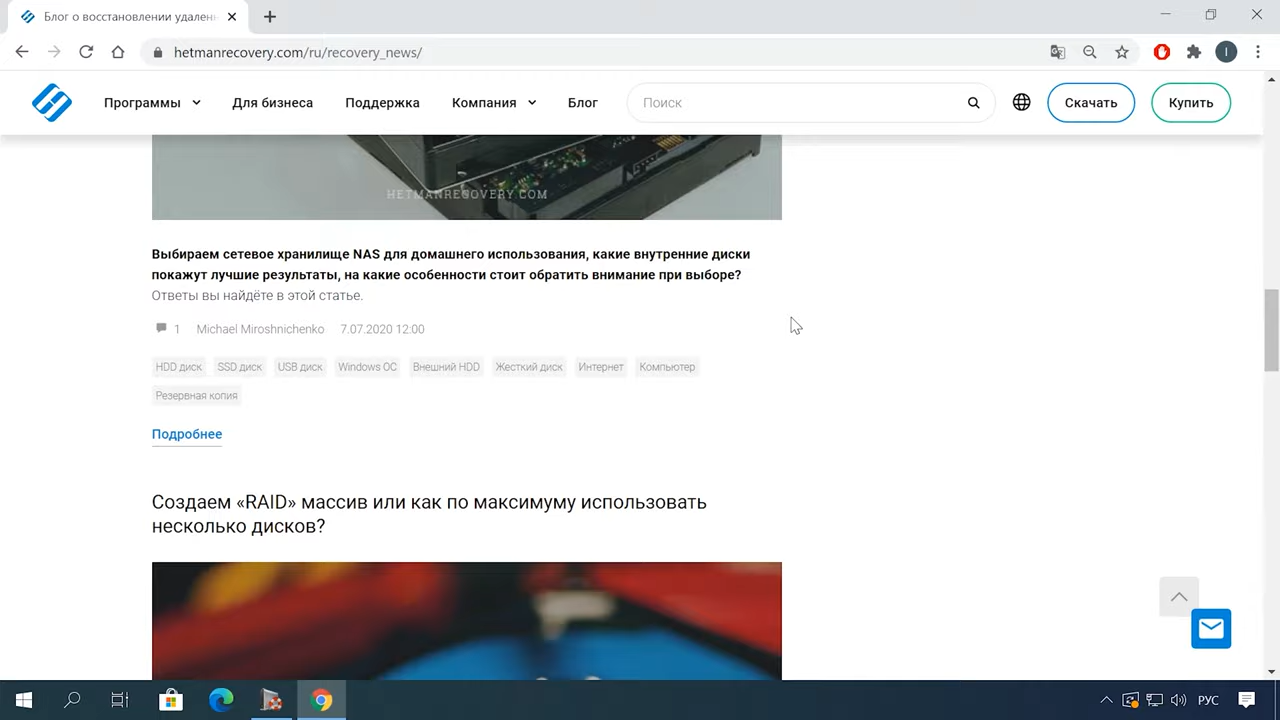 Блог о восстановлении удален
hetmanrecovery.com/ru/recovery_news/
I
Программы
Для бизнеса
Поддержка
Компания
Блог
Поиск
Скачать
Купить
HETMANRECOVERY.COM
Выбираем сетевое хранилище NAS для домашнего использования, какие внутренние диски
покажут лучшие результаты, на какие особенности стоит обратить внимание при выборе?
Ответы вы найдёте в этой статье.
1 Michael Miroshnichenko 7.07.2020 12:00
HDD диск SSD диск USB диск Windows ОС Внешний HDD Жесткий диск Интернет Компьютер
Резервная копия
Подробнее
Создаем «RAID» массив или как по максимуму использовать
несколько дисков?
РУС